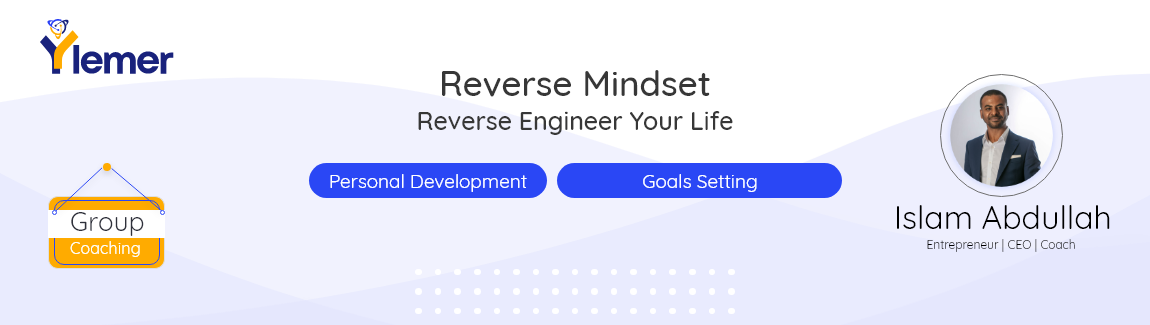 Ylemer
Reverse Mindset
Reverse Engineer Your Life
Personal Development
Goals Setting
Group
Coaching
Islam Abdullah
Entrepreneur | CEO | Coach